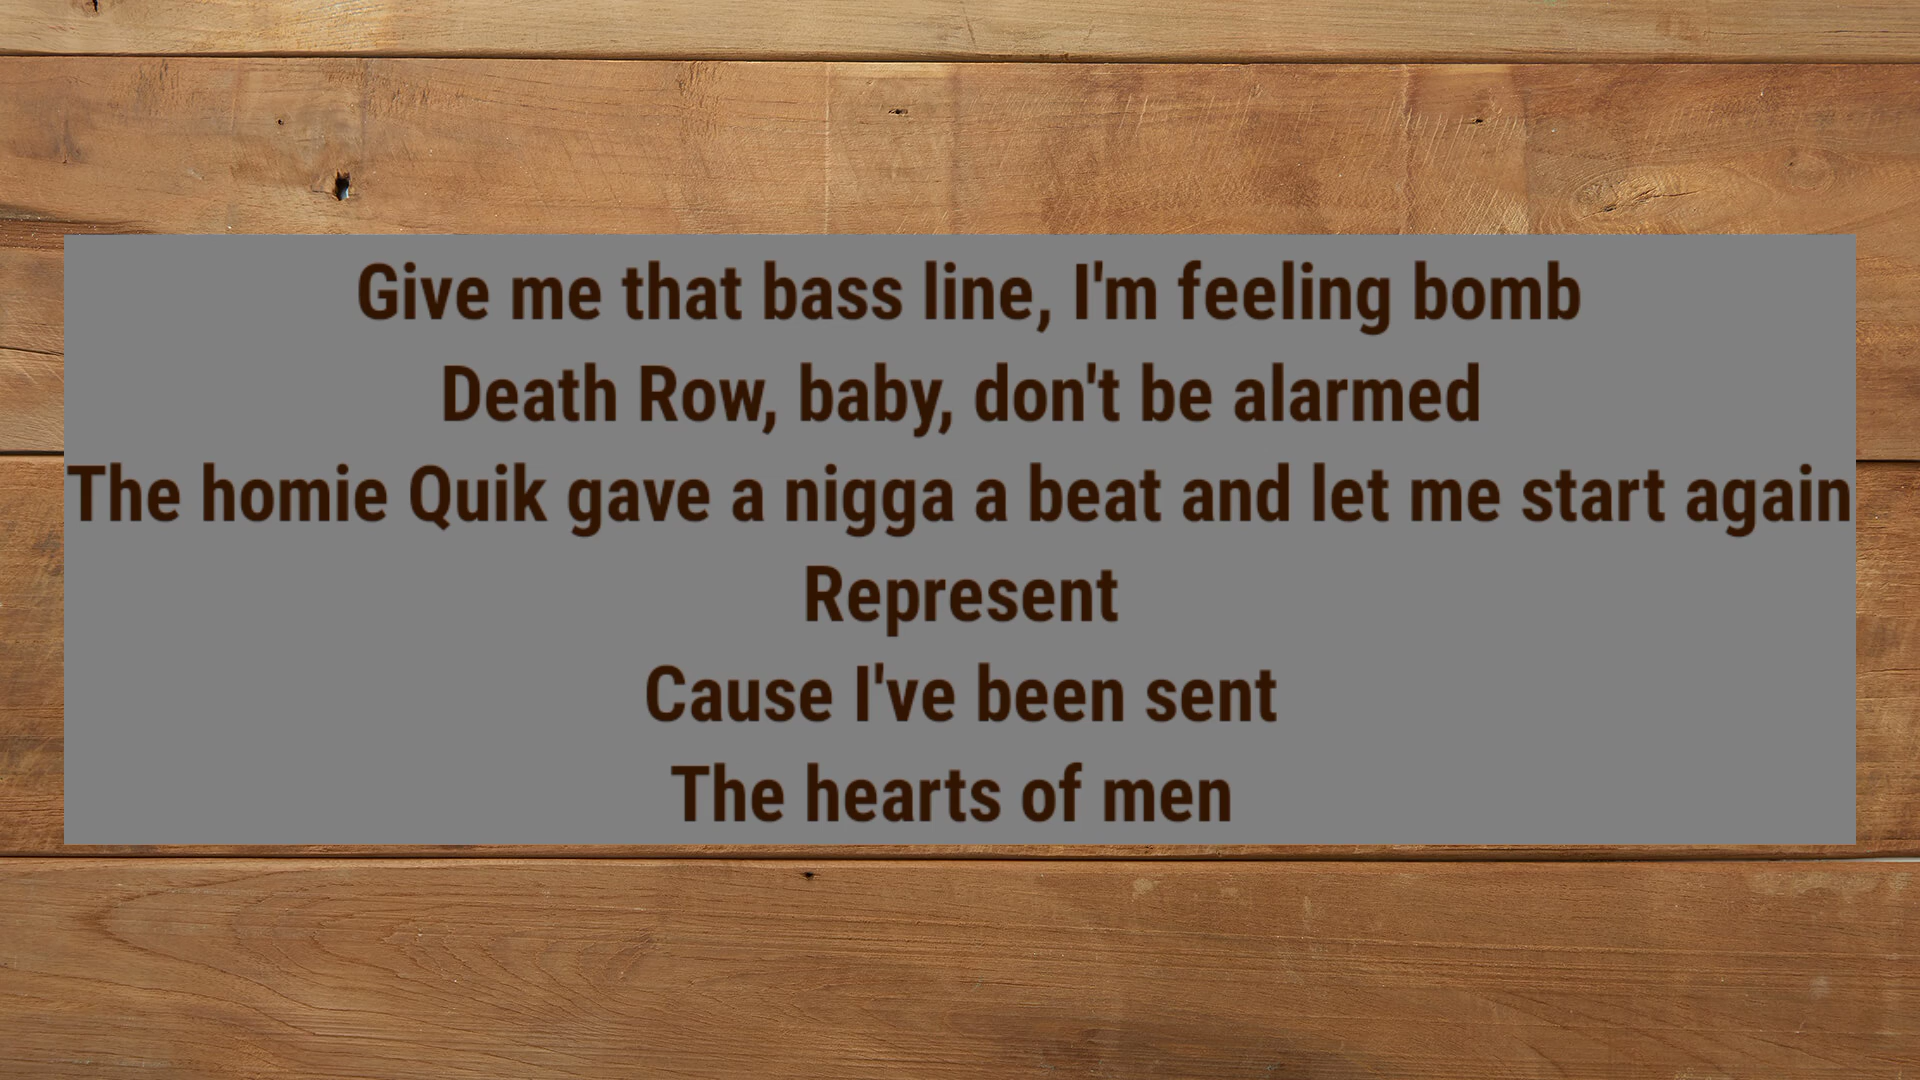 Give me that bass line, I'm feeling bomb
Death Row, baby, don't be alarmed
The homie Quik gave a nigga a beat and let me start again
Represent
Cause I've been sent
The hearts of men